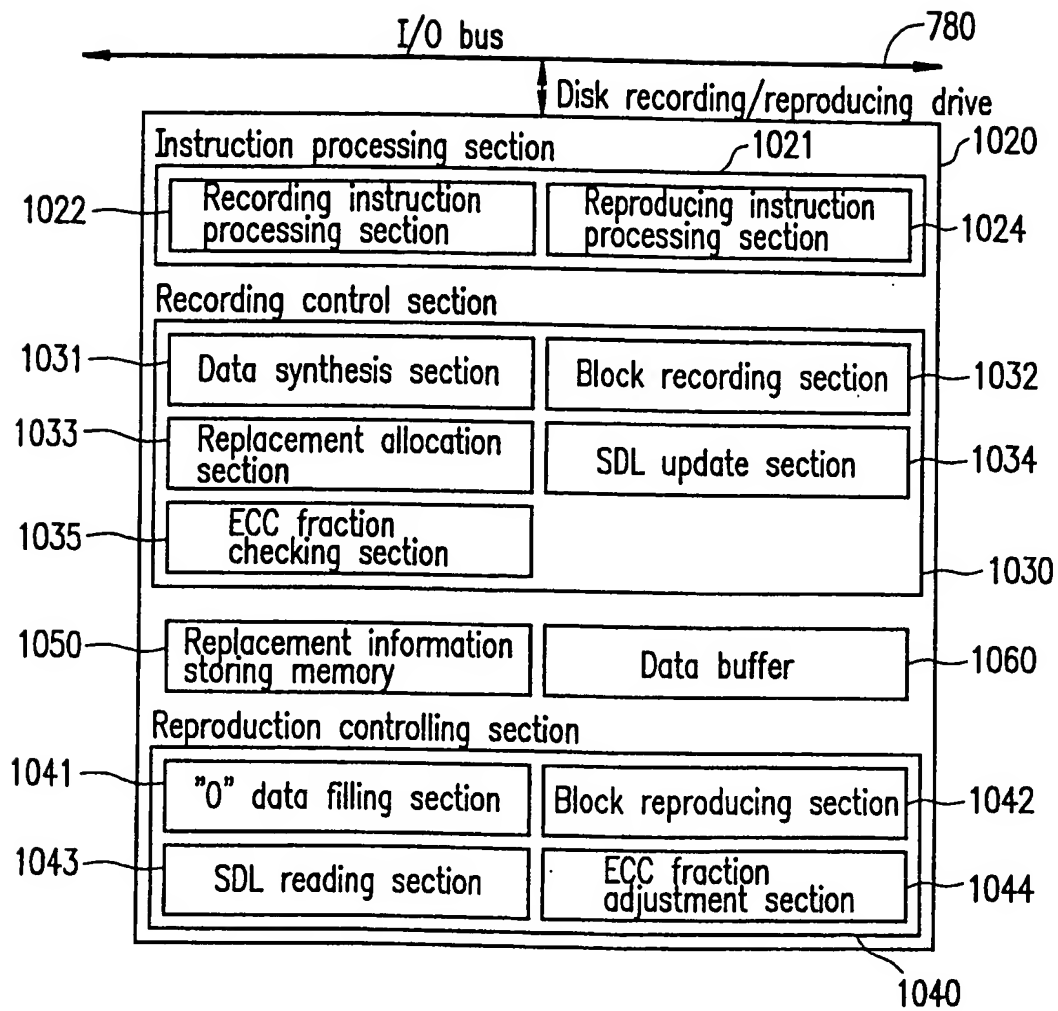 I/O bus
780
Disk recording/reproducing drive
Instruction processing section
1021
1020
1022
Recording instruction
processing section
Reproducing instruction
processing section
1024
Recording control section
1031
Data synthesis section
Block recording section
1032
1033
Replacement allocation
section
SDL update section
1034
1035
ECC fraction
checking section
1030
1050
Replacement information
storing memory
Data buffer
1060
Reproduction controlling section
1041
"0" data filling section
Block reproducing section
1042
1043
SDL reading section
ECC fraction
adjustment section
1044
1040